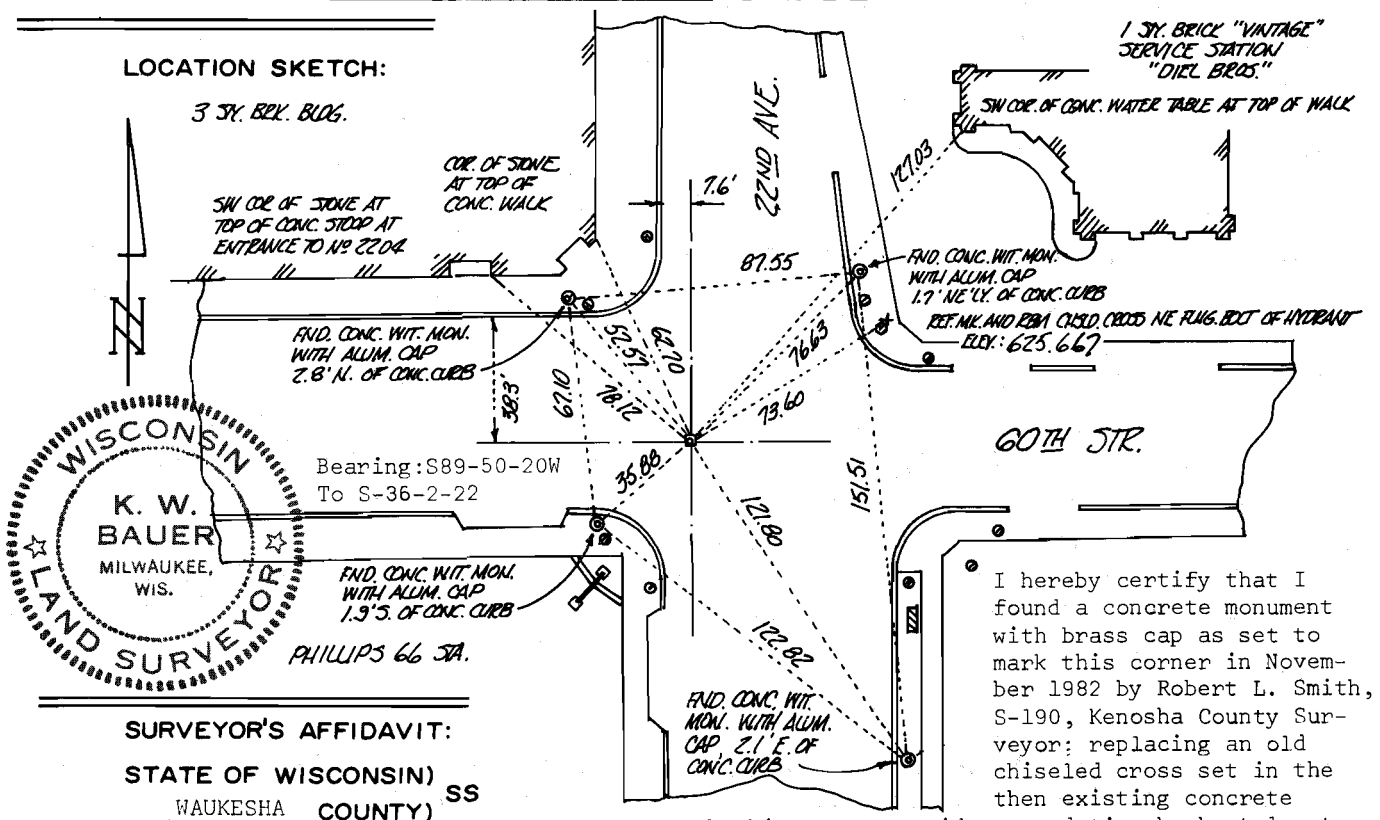 LOCATION SKETCH:
3 SY. BRK. BLDG.
SW COR OF STONE AT
TOP OF CONC. STOOP AT
ENTRANCE TO Nº 2204
COR. OF STONE
AT TOP OF
CONC. WALK
7.6'
22ND AVE.
1 SY. BRICK "VINTAGE"
SERVICE STATION
"DIEL BROS."
SW COR. OF CONC. WATER TABLE AT TOP OF WALK
127.03
87.55
FND. CONC. WIT. MON.
WITH ALUM. CAP
1.7' NE'LY. OF CONC. CURB
REF. MK. AND RBM CHSLD. CROSS NE FLNG. BOLT OF HYDRANT
ELEV.: 625.667
FND. CONC. WIT. MON.
WITH ALUM. CAP
2.8' N. OF CONC. CURB
N
38.3
67.10
78.12
52.57
62.70
76.63
73.60
60TH STR.
WISCONSIN
K. W.
BAUER
MILWAUKEE,
WIS.
LAND SURVEYOR
Bearing:S89-50-20W
To S-36-2-22
35.88
121.80
151.51
FND. CONC. WIT. MON.
WITH ALUM. CAP
1.9' S. OF CONC. CURB
PHILLIPS 66 STA.
122.82
FND. CONC. WIT.
MON. WITH ALUM.
CAP, 2.1' E. OF
CONC. CURB
SURVEYOR'S AFFIDAVIT:
STATE OF WISCONSIN)
SS
WAUKESHA COUNTY)
I hereby certify that I
found a concrete monument
with brass cap as set to
mark this corner in Novem-
ber 1982 by Robert L. Smith,
S-190, Kenosha County Sur-
veyor: replacing an old
chiseled cross set in the
then existing concrete